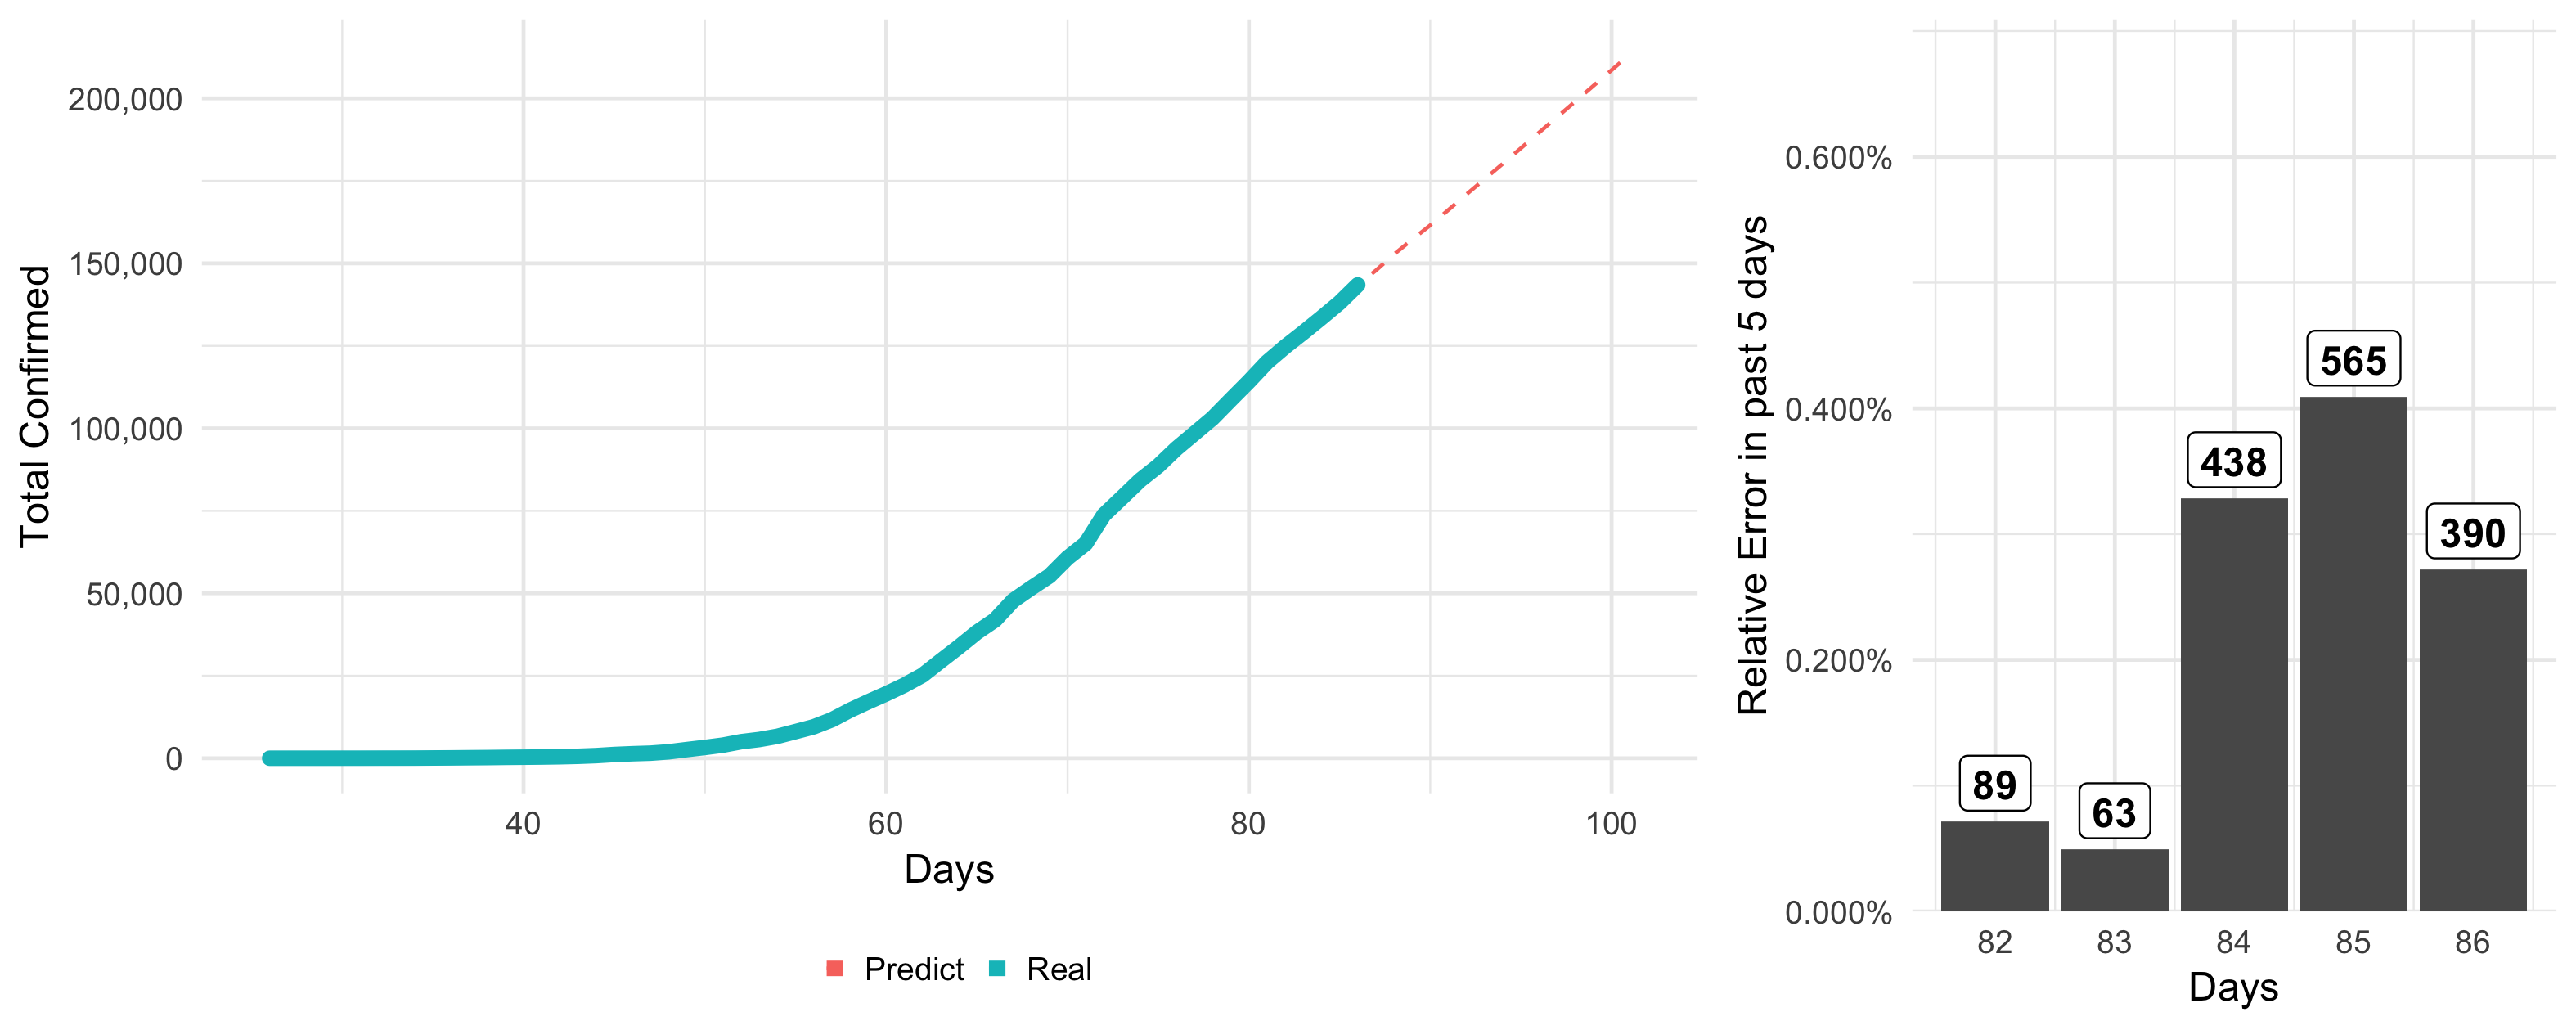 Total Confirmed
200,000
150,000
100,000
50,000
0
40 60 80 100
Days
Predict Real
Relative Error in past 5 days
0.600%
0.400%
0.200%
0.000%
89 63 438 565 390
82 83 84 85 86
Days